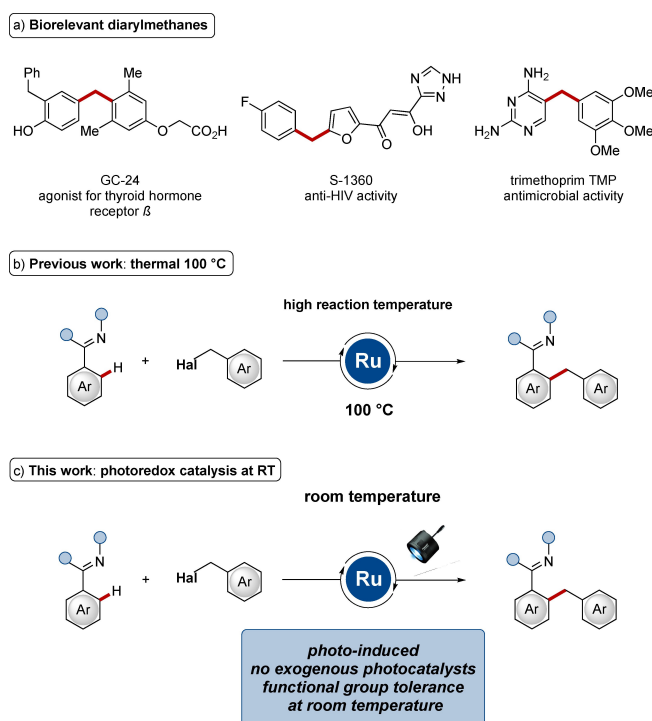 a) Biorelevant diarylmethanes
Ph
HO
Me
Me
O
CO₂H
F
O
O
OH
N
N
NH
NH₂
N
H₂N
N
OMe
OMe
OMe
GC-24
agonist for thyroid hormone
receptor ß
S-1360
anti-HIV activity
trimethoprim TMP
antimicrobial activity
b) Previous work: thermal 100 °C
N
H
Ar
+
Hal
Ar
high reaction temperature
Ru
100 °C
N
Ar
Ar
c) This work: photoredox catalysis at RT
N
H
Ar
+
Hal
Ar
room temperature
Ru
N
Ar
Ar
photo-induced
no exogenous photocatalysts
functional group tolerance
at room temperature